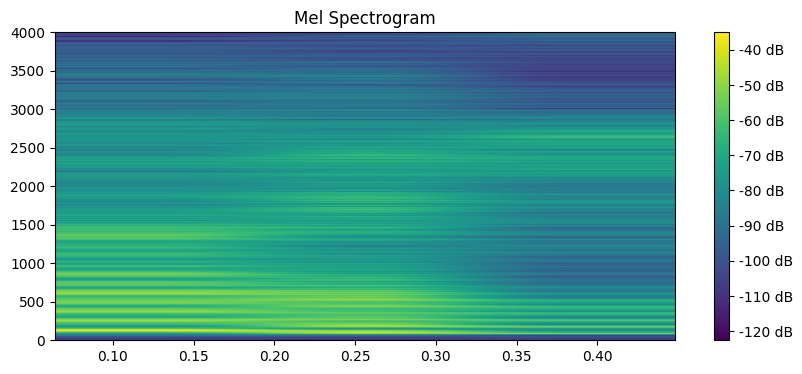 Mel Spectrogram
4000
3500
3000
2500
2000
1500
1000
500
0
0.10 0.15 0.20 0.25 0.30 0.35 0.40
-40 dB
-50 dB
-60 dB
-70 dB
-80 dB
-90 dB
-100 dB
-110 dB
-120 dB